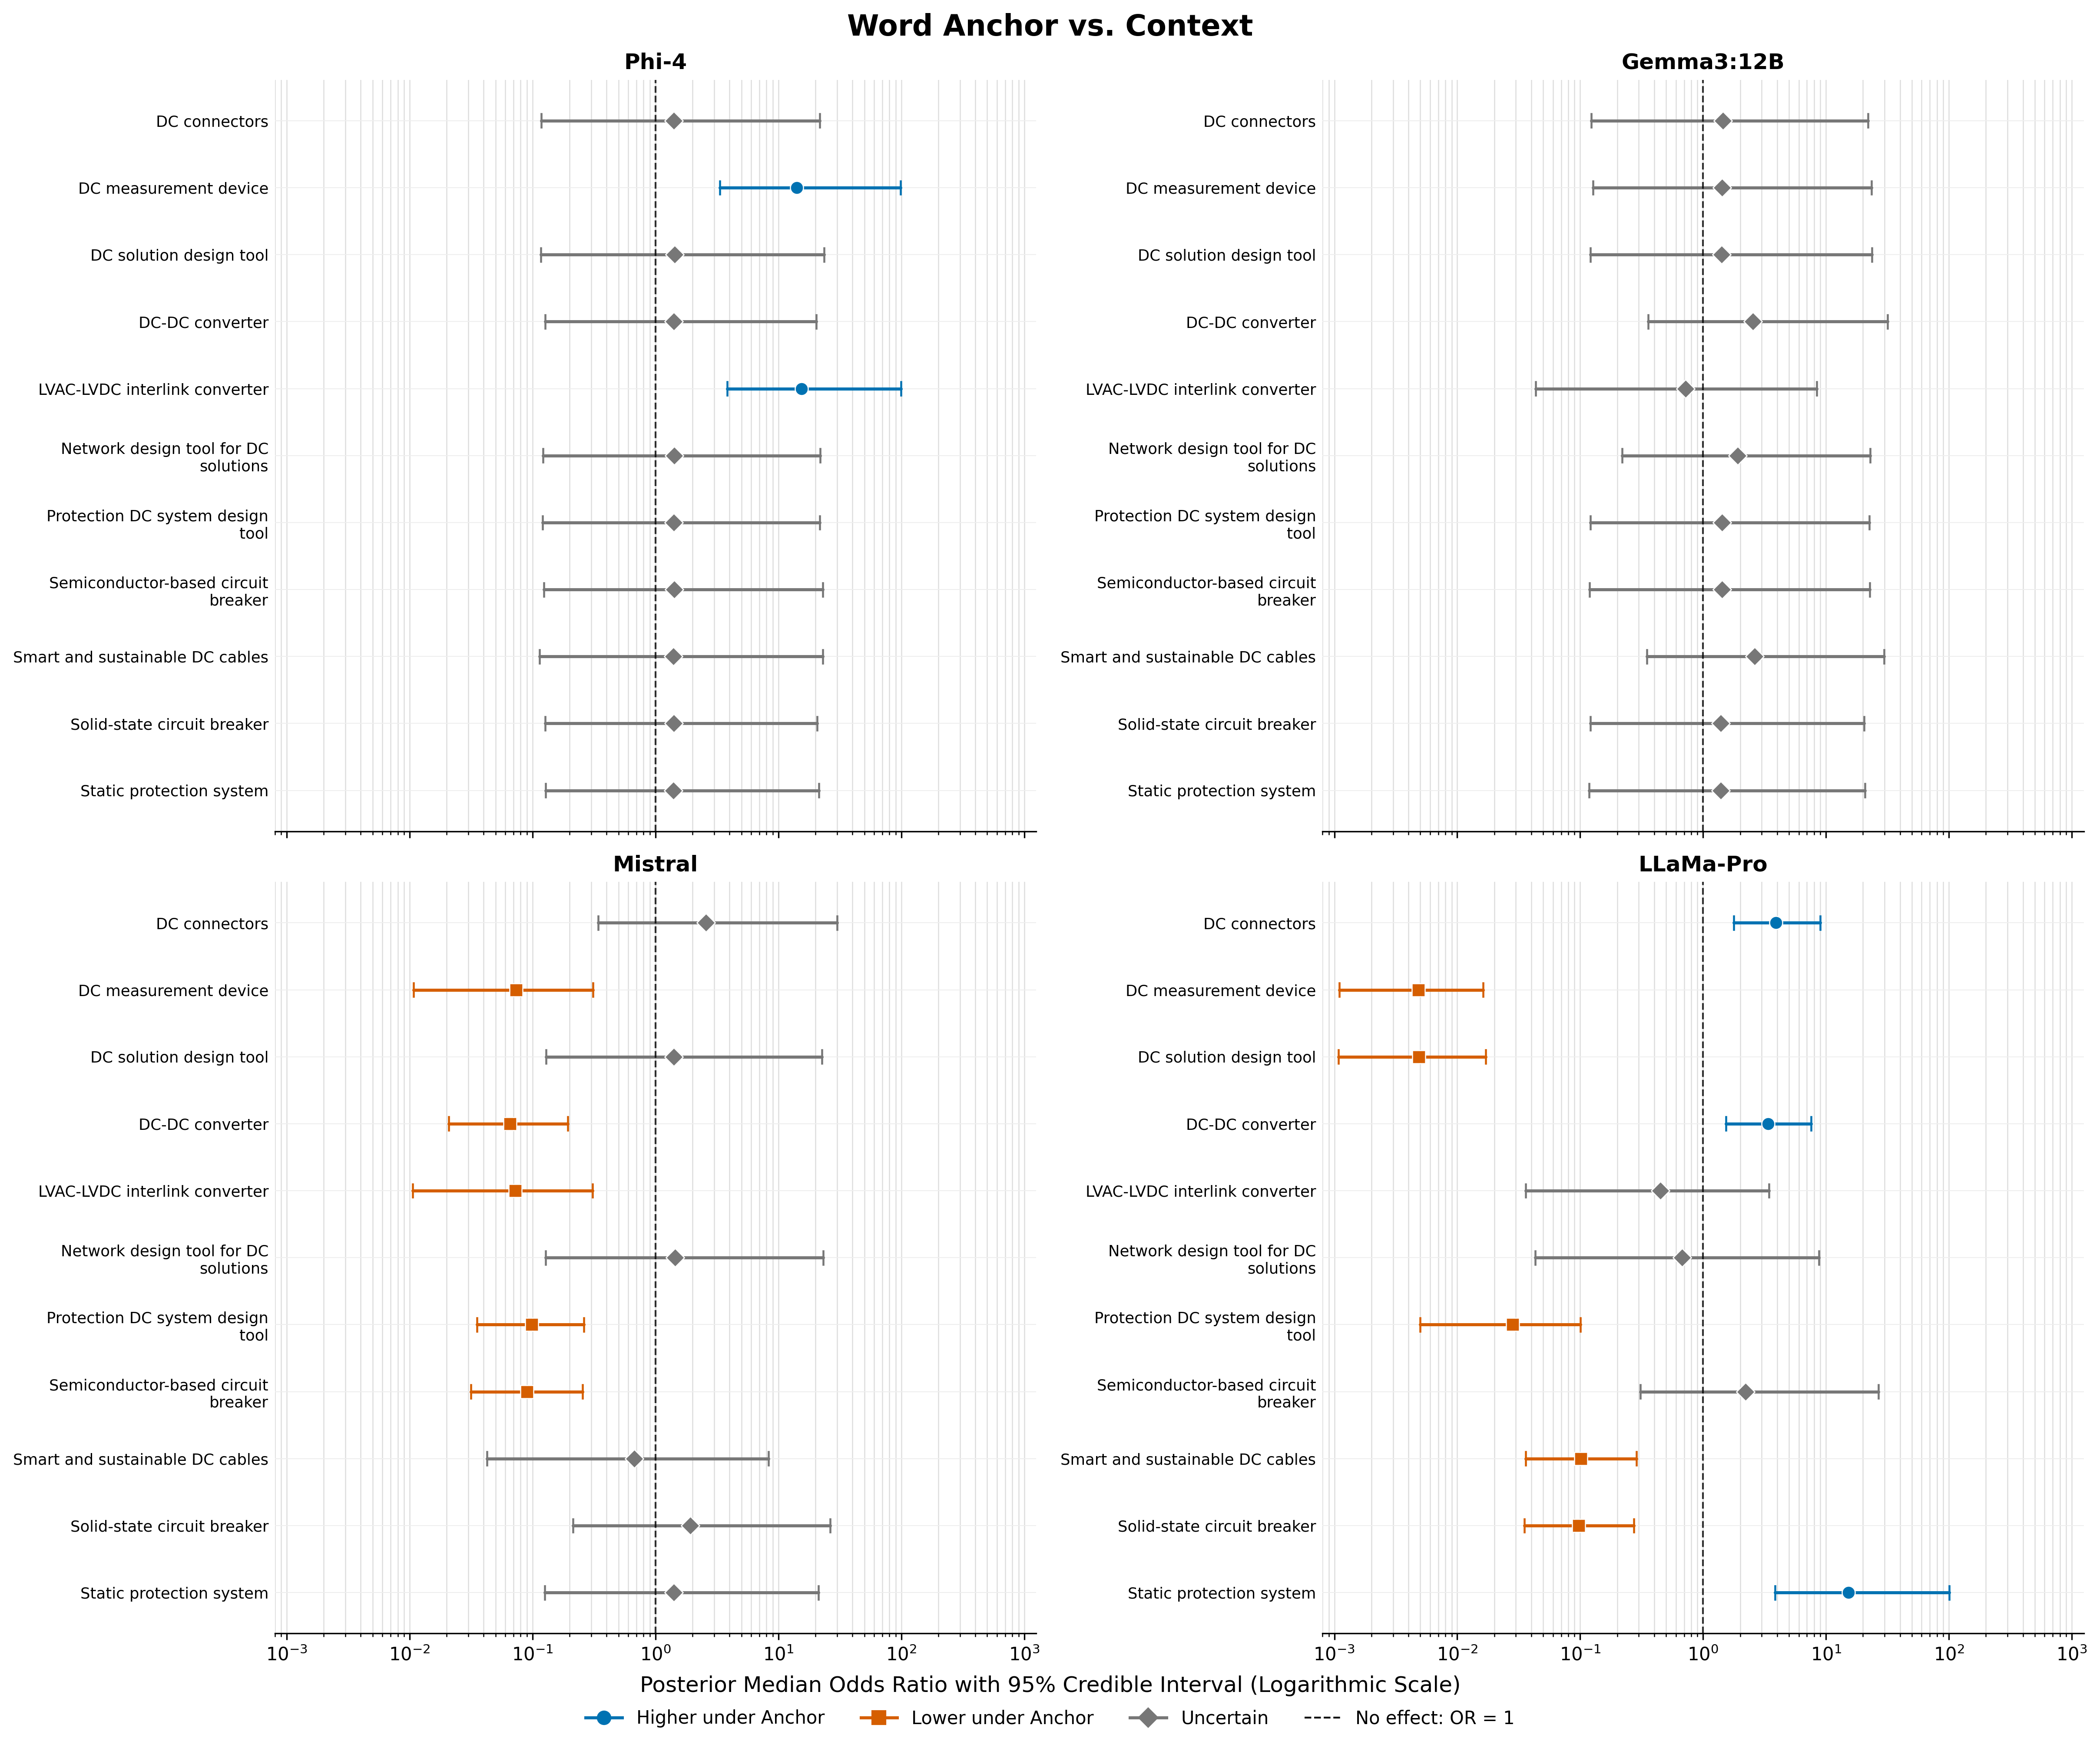 Word Anchor vs. Context
Phi-4
DC connectors
DC measurement device
DC solution design tool
DC-DC converter
LVAC-LVDC interlink converter
Network design tool for DC
solutions
Protection DC system design
tool
Semiconductor-based circuit
breaker
Smart and sustainable DC cables
Solid-state circuit breaker
Static protection system
Gemma3:12B
DC connectors
DC measurement device
DC solution design tool
DC-DC converter
LVAC-LVDC interlink converter
Network design tool for DC
solutions
Protection DC system design
tool
Semiconductor-based circuit
breaker
Smart and sustainable DC cables
Solid-state circuit breaker
Static protection system
Mistral
DC connectors
DC measurement device
DC solution design tool
DC-DC converter
LVAC-LVDC interlink converter
Network design tool for DC
solutions
Protection DC system design
tool
Semiconductor-based circuit
breaker
Smart and sustainable DC cables
Solid-state circuit breaker
Static protection system
10⁻³ 10⁻² 10⁻¹ 10⁰ 10¹ 10² 10³
LLaMa-Pro
DC connectors
DC measurement device
DC solution design tool
DC-DC converter
LVAC-LVDC interlink converter
Network design tool for DC
solutions
Protection DC system design
tool
Semiconductor-based circuit
breaker
Smart and sustainable DC cables
Solid-state circuit breaker
Static protection system
10⁻³ 10⁻² 10⁻¹ 10⁰ 10¹ 10² 10³
Posterior Median Odds Ratio with 95% Credible Interval (Logarithmic Scale)
Higher under Anchor Lower under Anchor Uncertain No effect: OR = 1